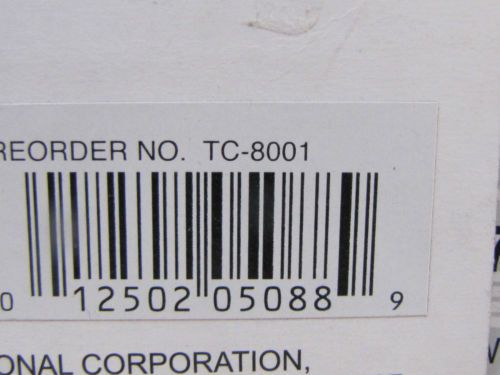 REORDER NO. TC-8001
0 12502 05088 9
ONAL CORPORATION,